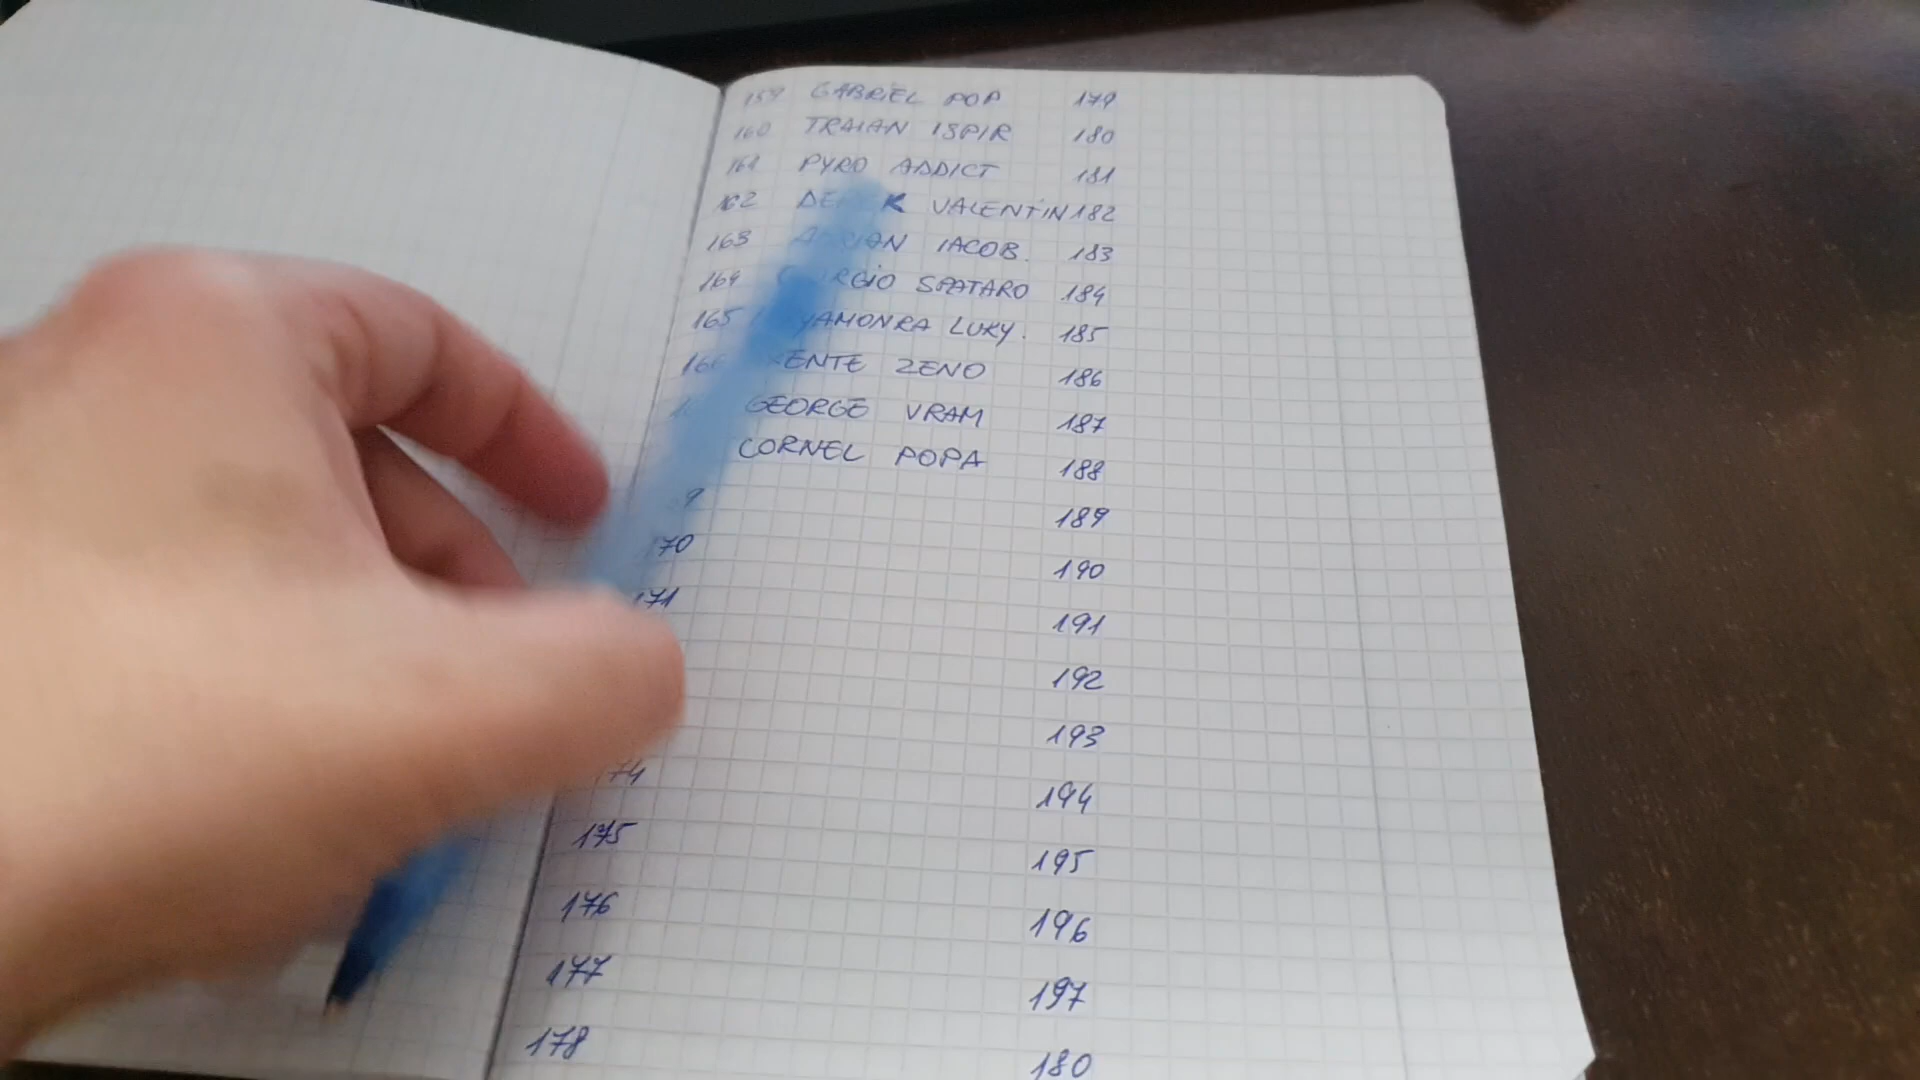 159 GABRIEL POP 179
160 TRAIAN ISPIR 180
161 PYRO ADDICT 181
162 VALENTIN 182
163 IACOB. 183
164 SPATARO 184
165 LUKY. 185
ZENO 186
GEORGE VRAM 187
CORNEL POPA 188
189
170 190
171 191
192
193
194
175 195
176 196
177 197
178 180